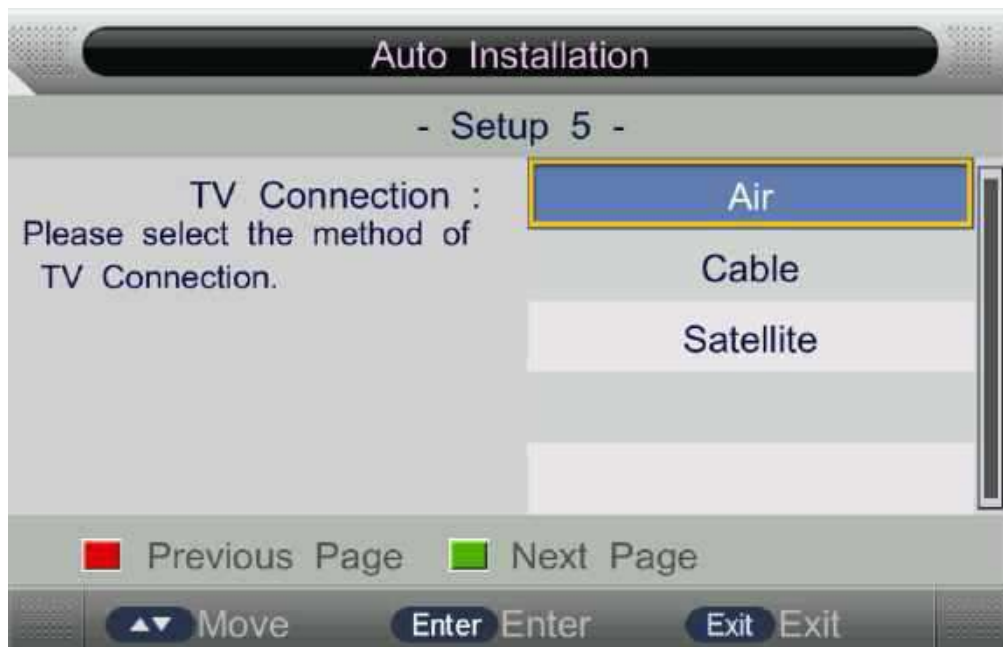 Auto Installation
- Setup 5 -
TV Connection :
Please select the method of
TV Connection.
Air
Cable
Satellite
Previous Page Next Page
Move Enter Enter Exit Exit